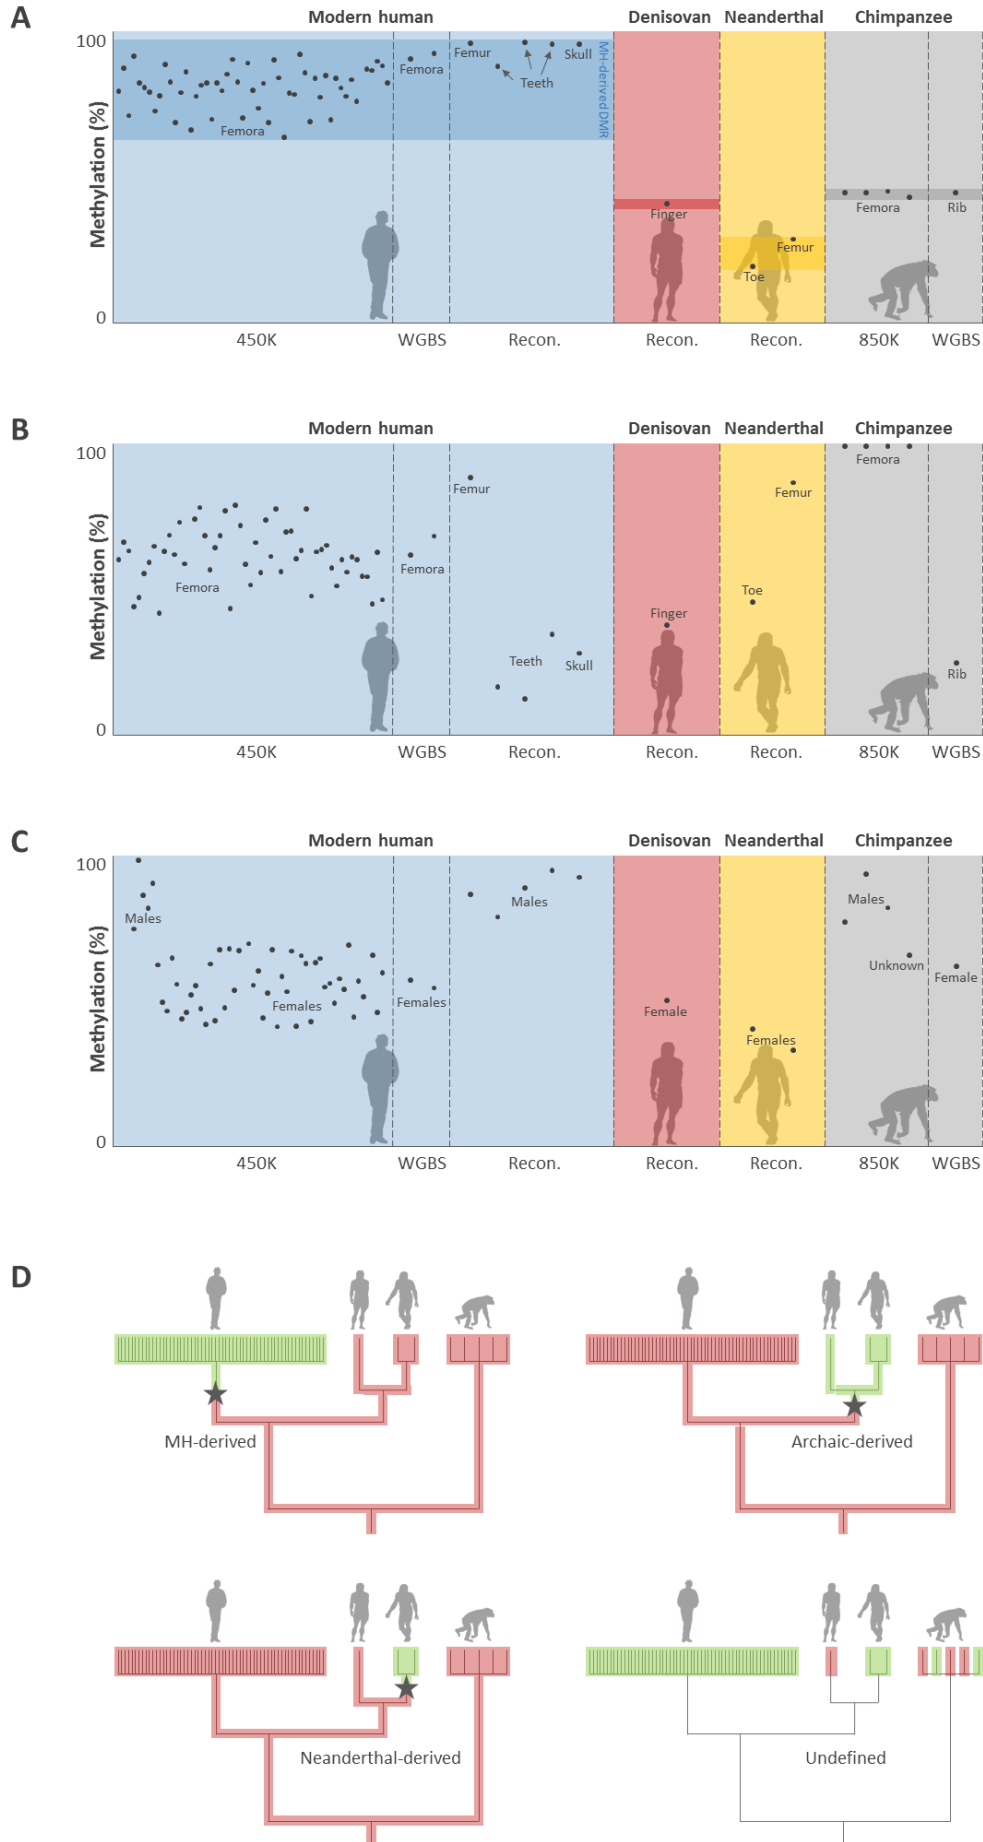 A
Modern human Denisovan Neanderthal Chimpanzee
100
Femur
Skull
Femora
Teeth
MH-derived DMR
Femora
Methylation (%)
Finger
Femora
Rib
Femur
Toe
0
450K WGBS Recon. Recon. Recon. 850K WGBS
B
Modern human Denisovan Neanderthal Chimpanzee
100
Femora
Femur
Femur
Femora
Femora
Toe
Methylation (%)
Finger
Teeth
Skull
Rib
0
450K WGBS Recon. Recon. Recon. 850K WGBS
C
Modern human Denisovan Neanderthal Chimpanzee
100
Males
Males
Males
Unknown
Female
Methylation (%)
Females
Females
Female
Females
0
450K WGBS Recon. Recon. Recon. 850K WGBS
D
MH-derived
Archaic-derived
Neanderthal-derived
Undefined